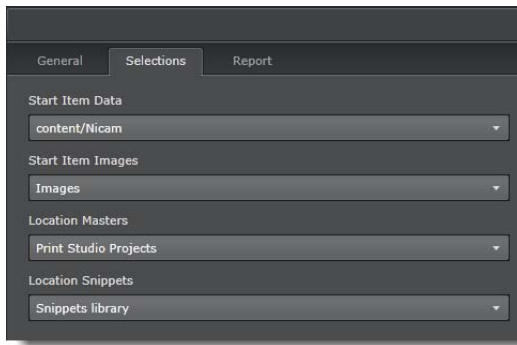 General Selections Report
Start Item Data
content/Nicam
Start Item Images
Images
Location Masters
Print Studio Projects
Location Snippets
Snippets library